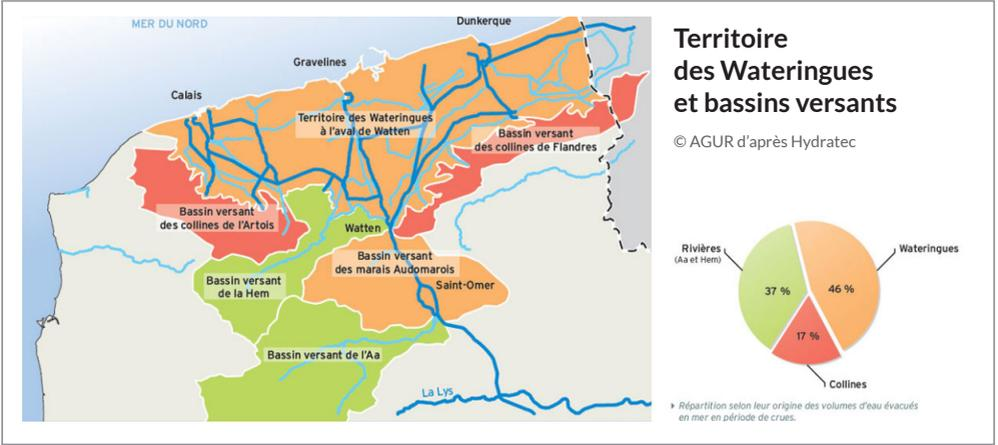 MER DU NORD
Dunkerque
Gravelines
Calais
Territoire des Wateringues
à l'aval de Watten
Bassin versant
des collines de Flandres
Bassin versant
des collines de l'Artois
Watten
Bassin versant
des marais Audomarois
Bassin versant
de la Hem
Saint-Omer
Bassin versant de l'Aa
La Lys
Territoire
des Wateringues
et bassins versants
© AGUR d'après Hydratec
Rivières
(Aa et Hem)
Wateringues
37 %
46 %
17 %
Collines
Répartition selon leur origine des volumes d'eau évacués
en mer en période de crues.